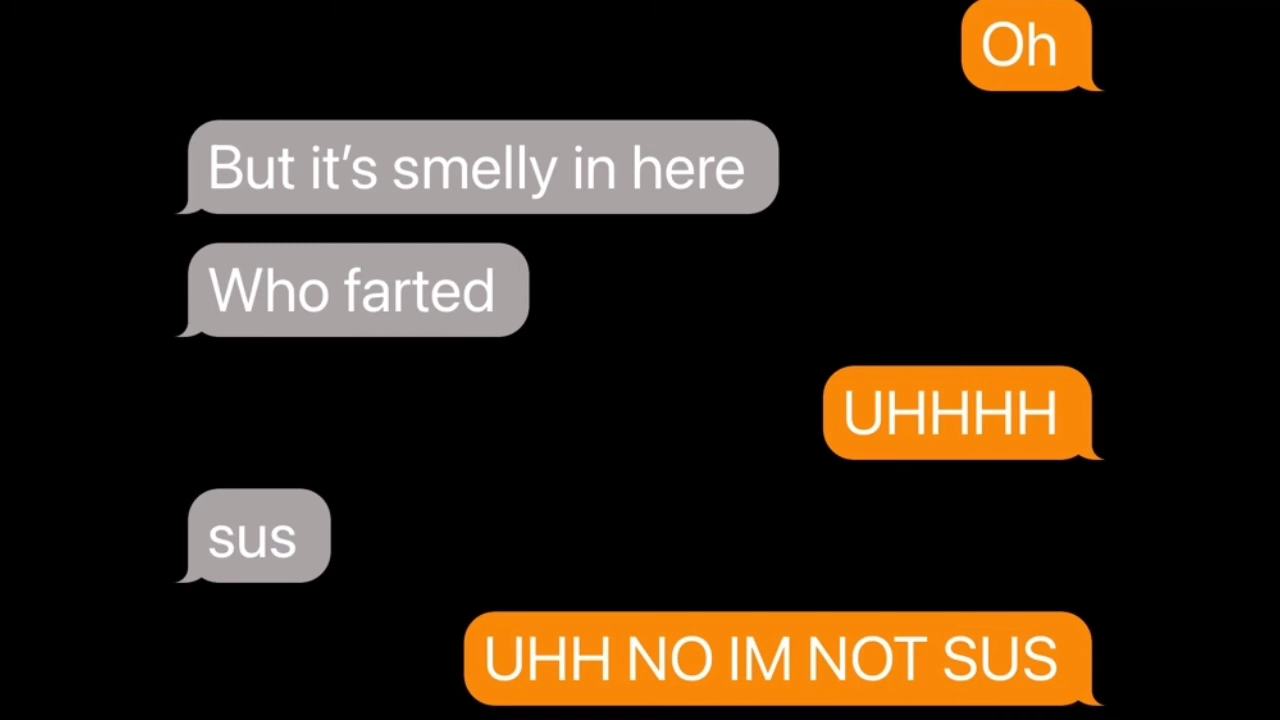 Oh
But it’s smelly in here
Who farted
UHHHH
sus
UHH NO IM NOT SUS